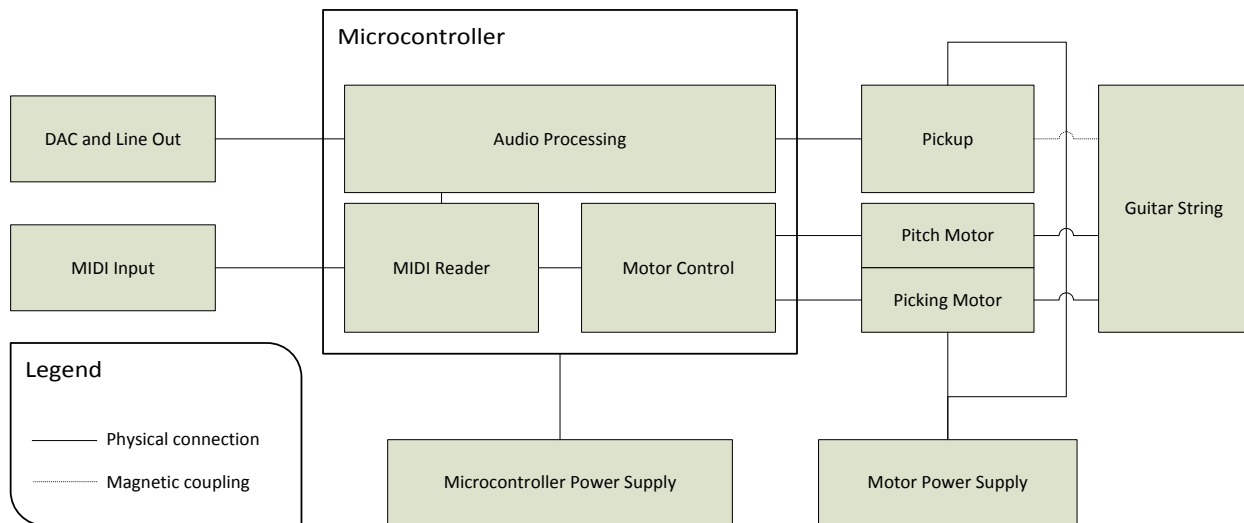 Microcontroller
DAC and Line Out
Audio Processing
Pickup
Guitar String
MIDI Input
MIDI Reader
Motor Control
Pitch Motor
Picking Motor
Legend
Physical connection
Magnetic coupling
Microcontroller Power Supply
Motor Power Supply